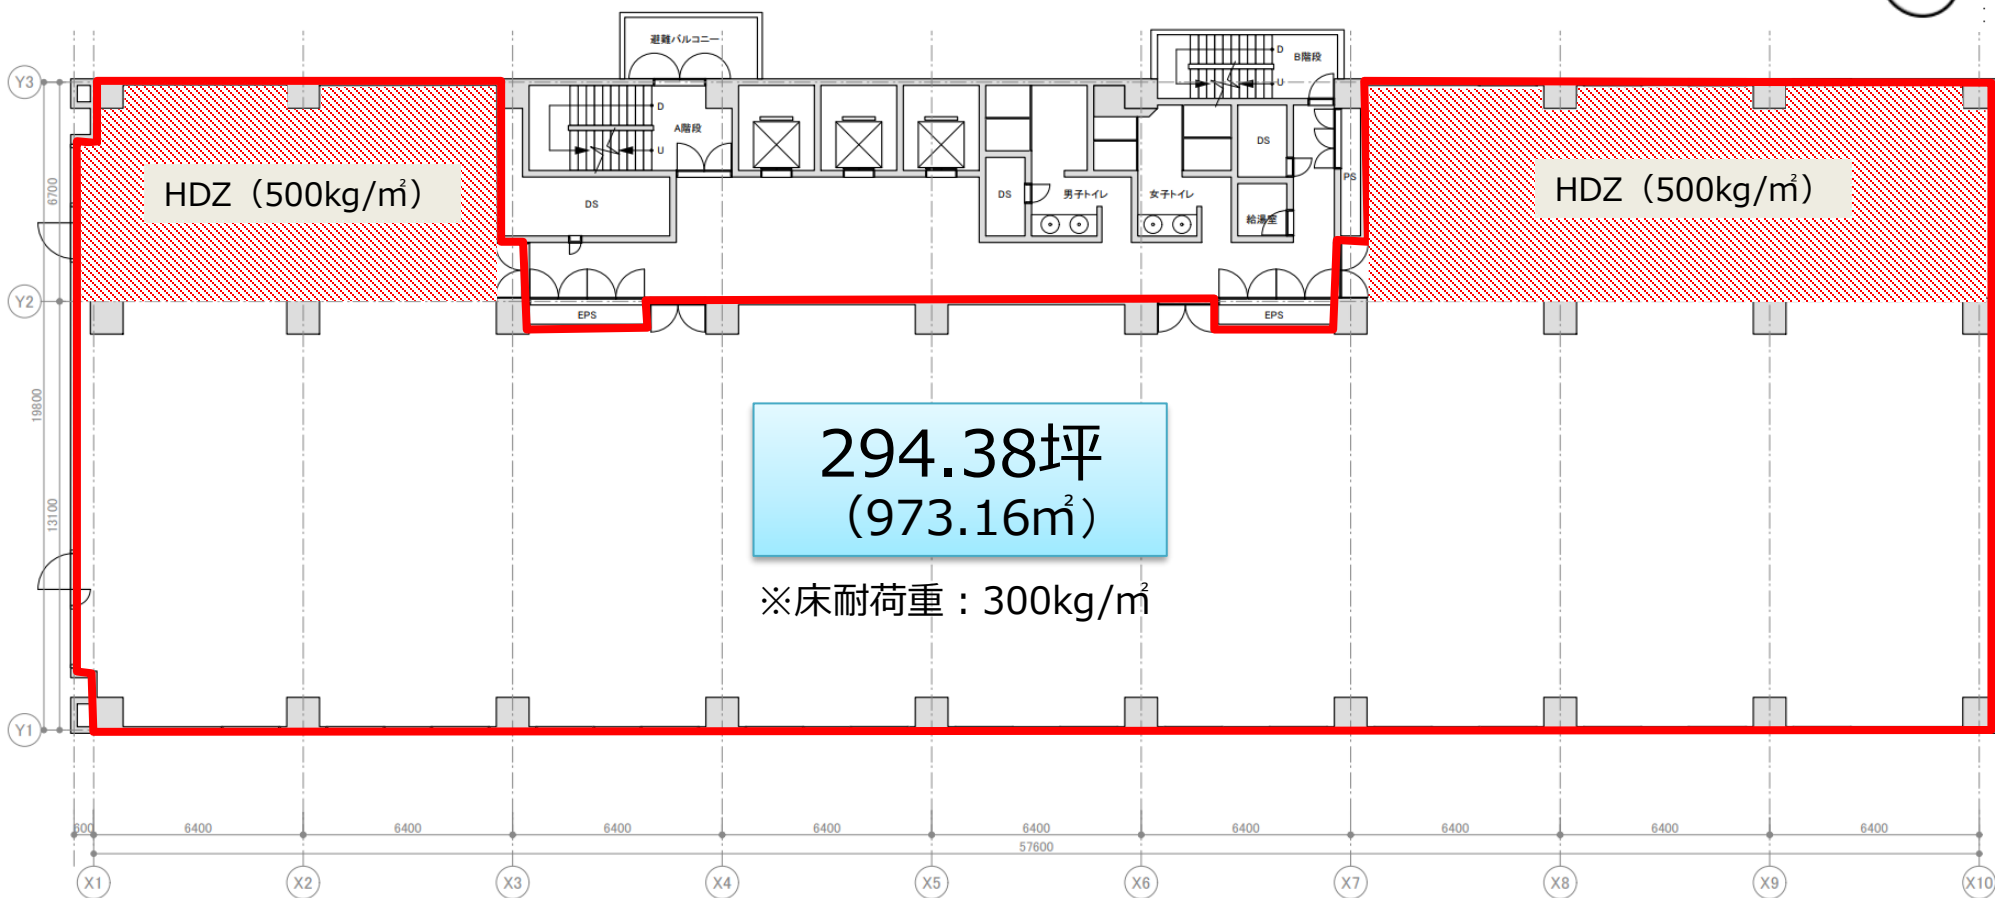 避難バルコニー
B階段
D
U
Y3
D
A階段
U
DS
PS
HDZ（500kg/㎡）
HDZ（500kg/㎡）
6700
DS
DS
男子トイレ
女子トイレ
給湯室
Y2
EPS
EPS
19800
13100
294.38坪
（973.16㎡）
※床耐荷重：300kg/㎡
Y1
600
6400
6400
6400
6400
6400
6400
6400
6400
6400
57600
X1
X2
X3
X4
X5
X6
X7
X8
X9
X10